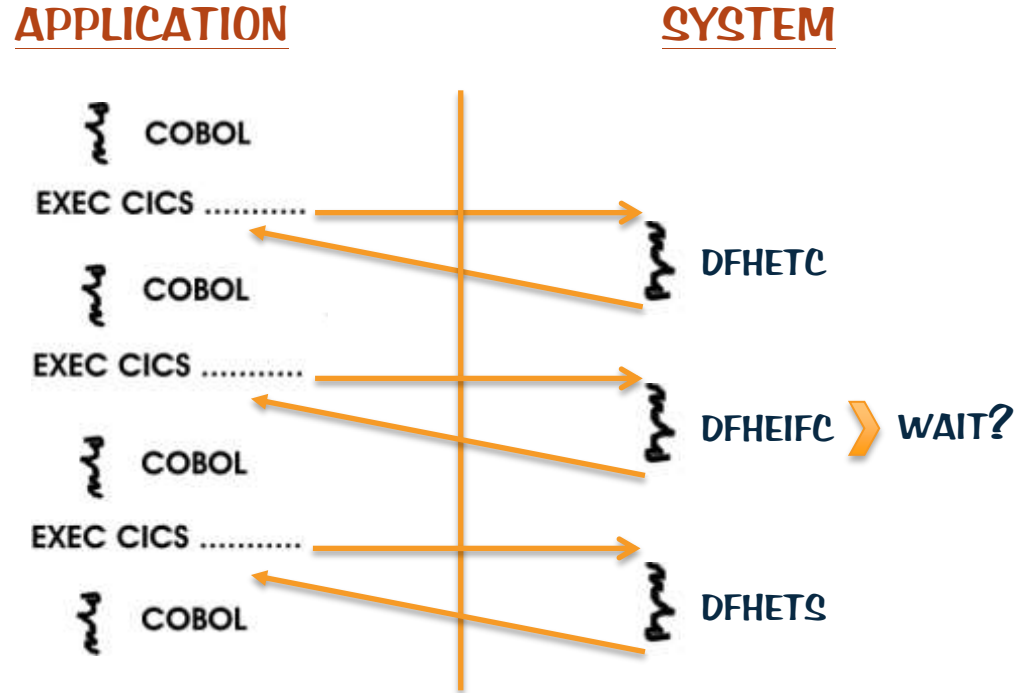 APPLICATION SYSTEM
COBOL
EXEC CICS ...........
DFHETC
COBOL
EXEC CICS ...........
DFHEIFC WAIT?
COBOL
EXEC CICS ...........
DFHETS
COBOL